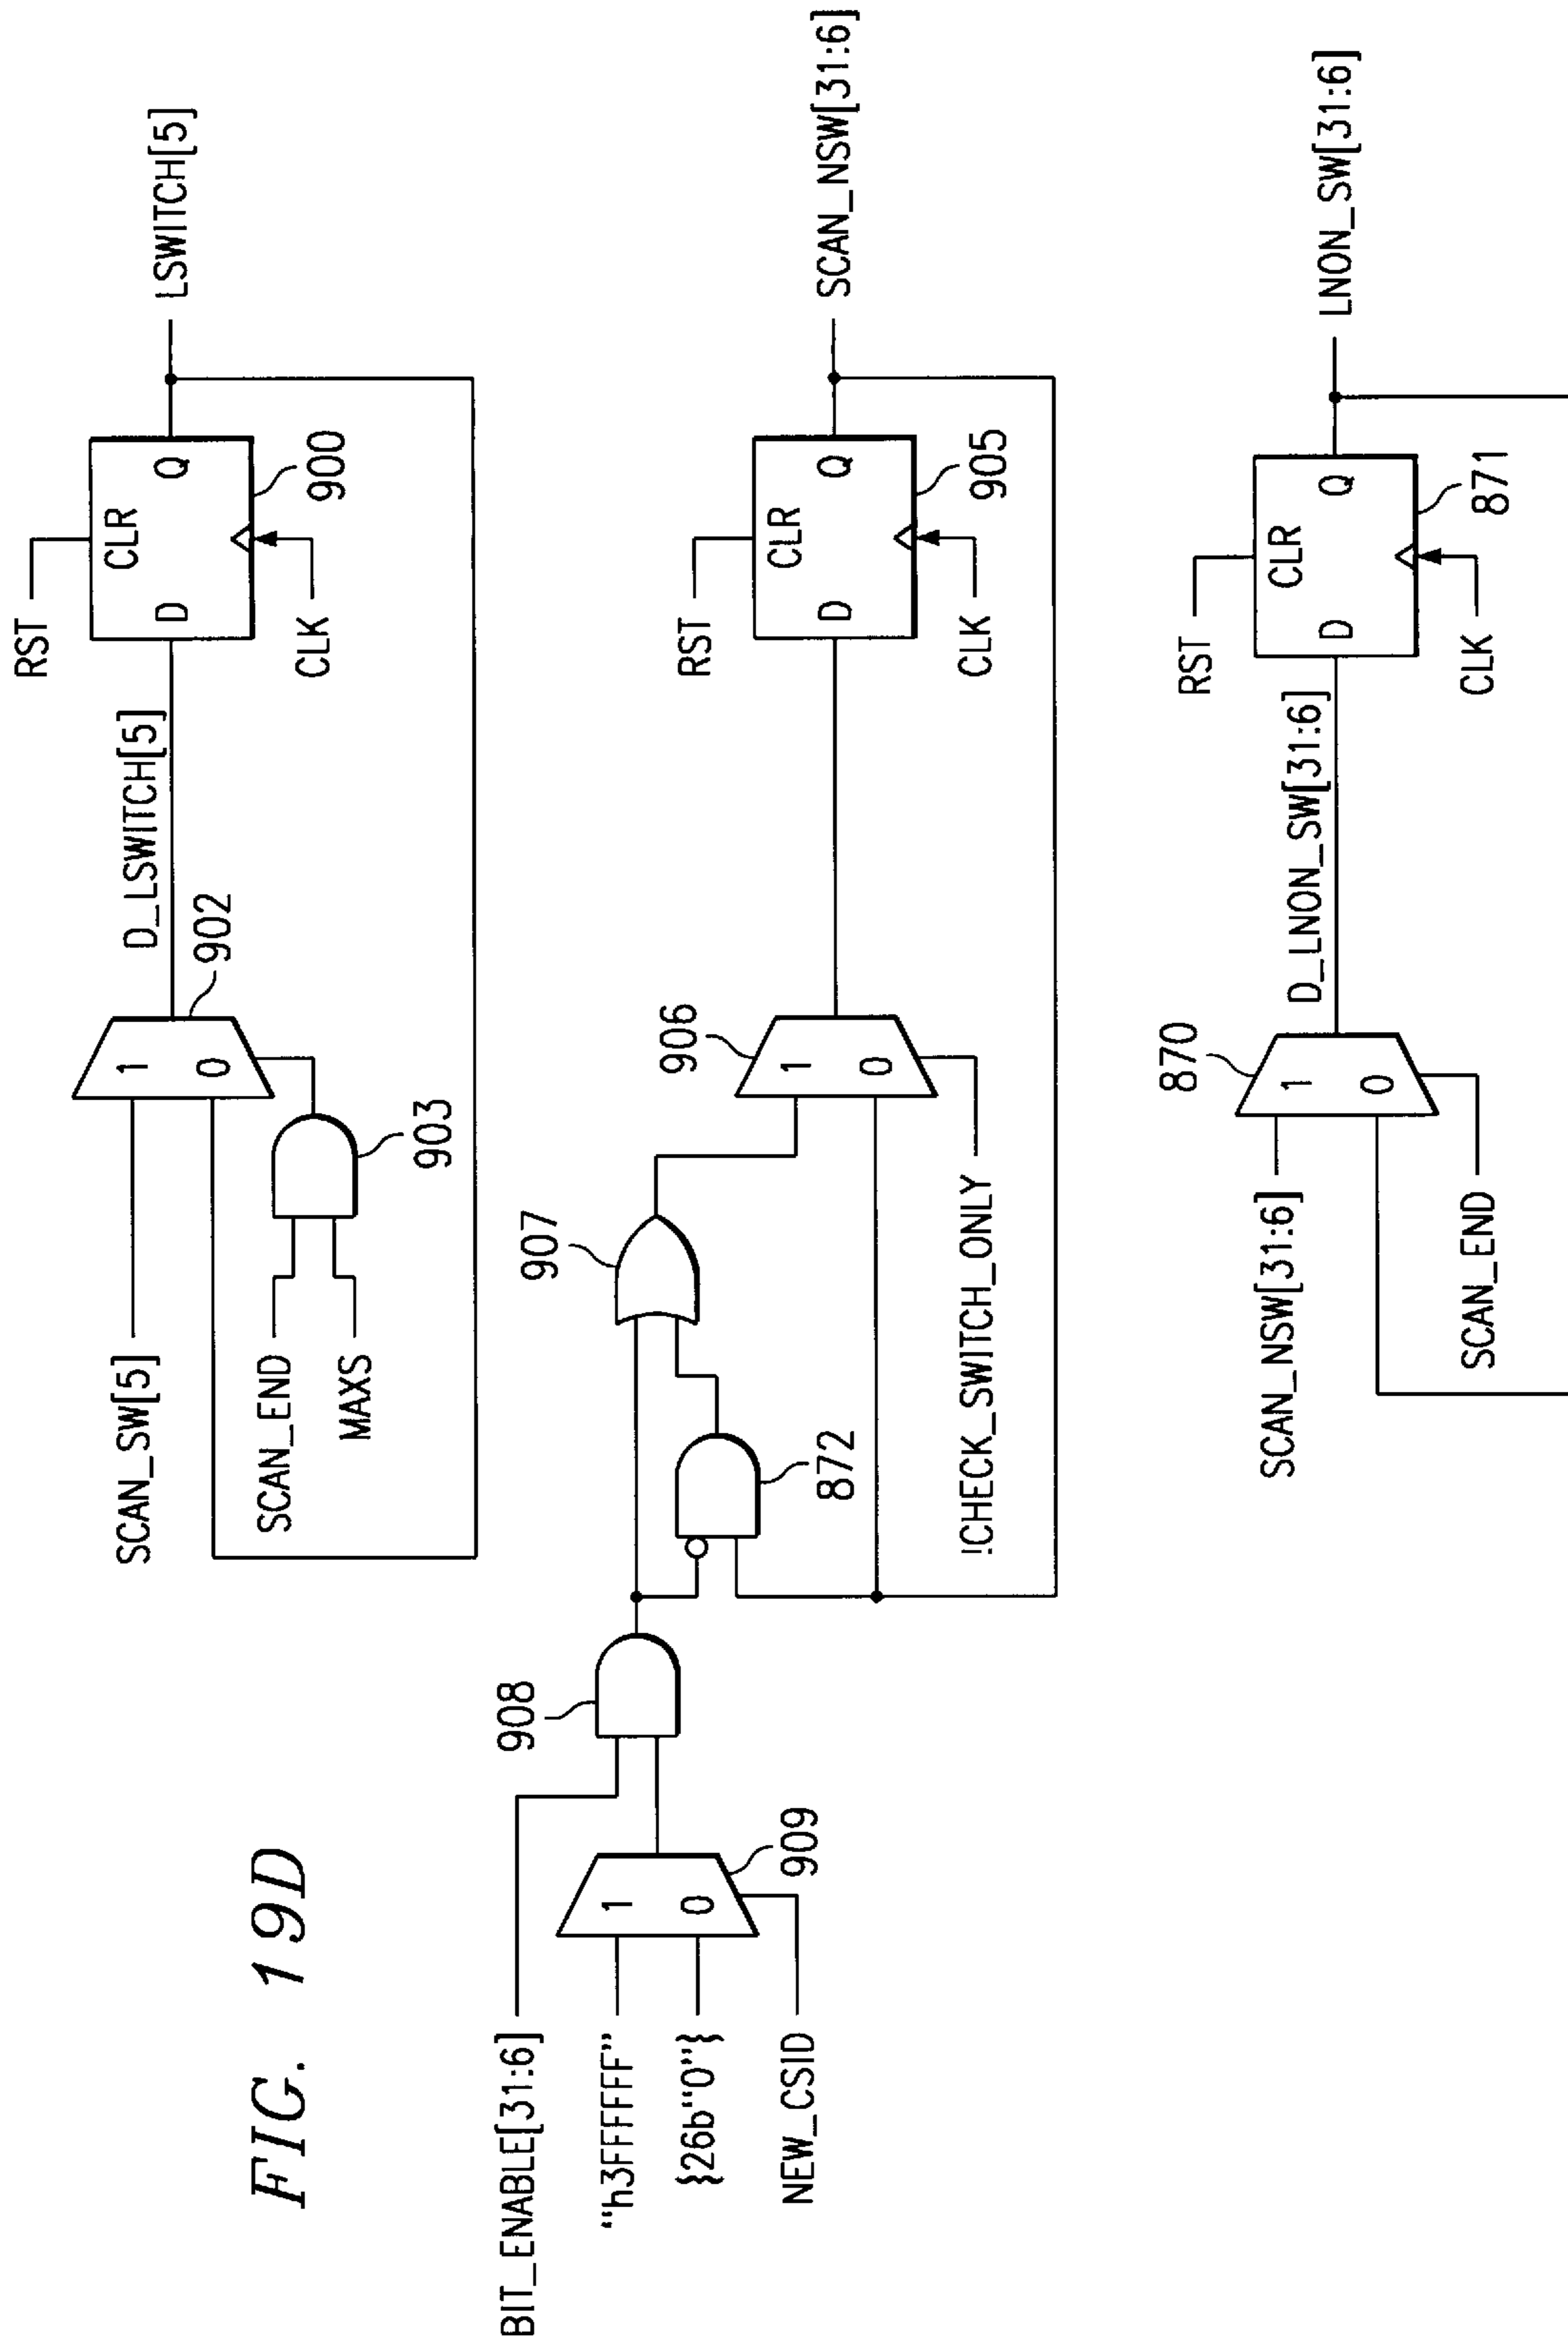 FIG. 19D
RST
SCAN_SW[5]
1
0
902
D_LSWITCH[5]
D
CLR
Q
900
CLK
LSWITCH[5]
SCAN_END
MAXS
903
BIT_ENABLE[31:6]
"h3FFFFFF"
{26b"0"}
NEW_CSID
1
0
909
908
872
907
906
1
0
!CHECK_SWITCH_ONLY
RST
D
CLR
Q
905
CLK
SCAN_NSW[31:6]
SCAN_NSW[31:6]
870
1
0
SCAN_END
D_LNON_SW[31:6]
RST
D
CLR
Q
871
CLK
LNON_SW[31:6]